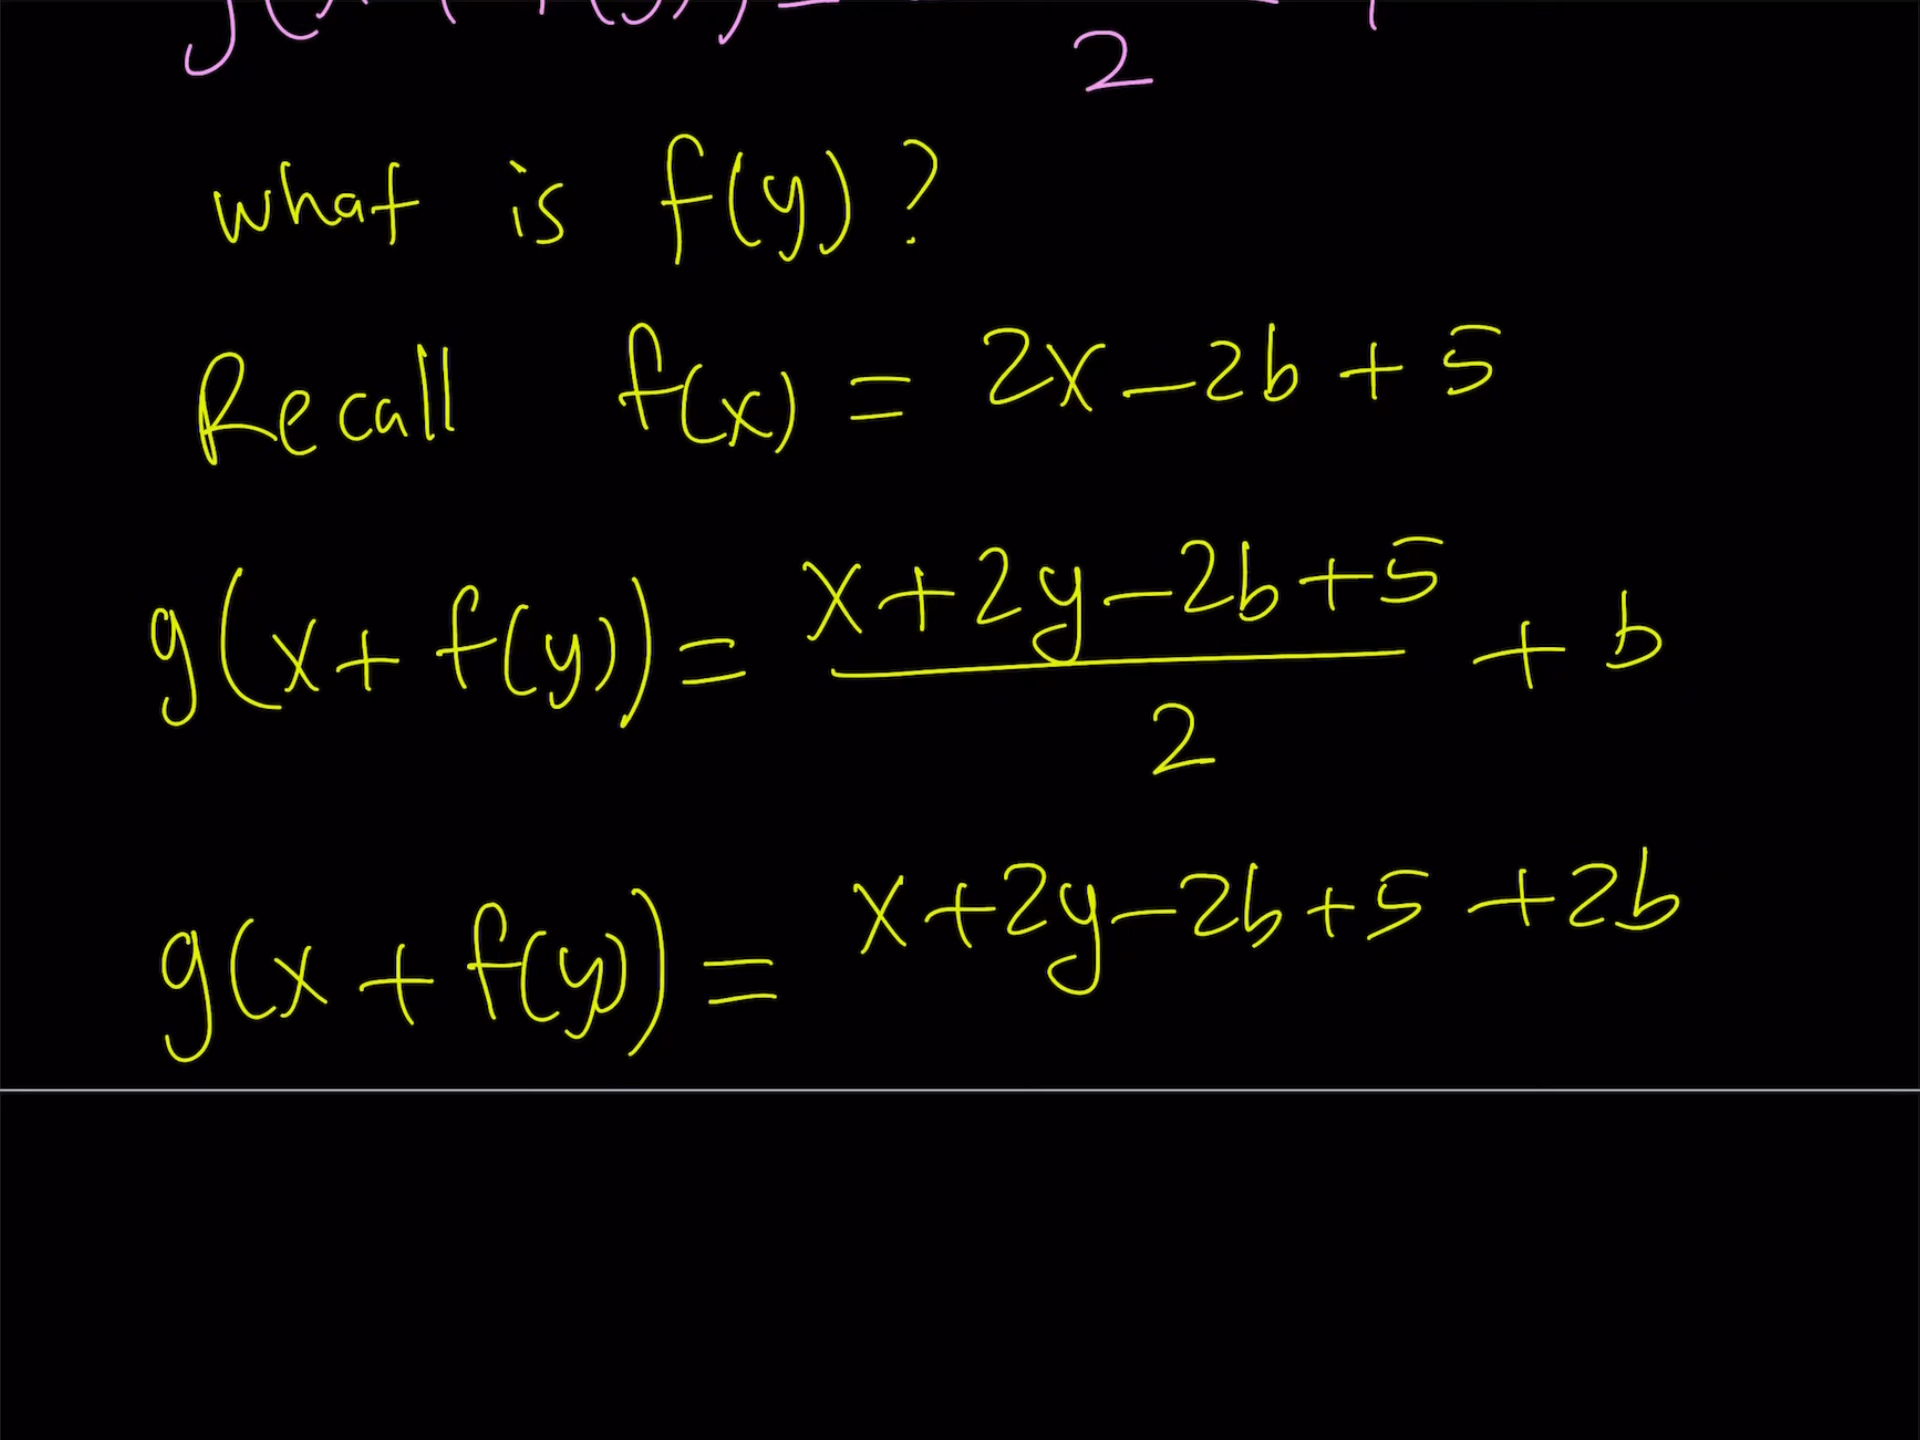 2
what is f(y)?
Recall f(x) = 2x-2b+5
g(x+f(y)) = x+2y-2b+5 + b
2
g(x+f(y)) = x+2y-2b+5 +2b